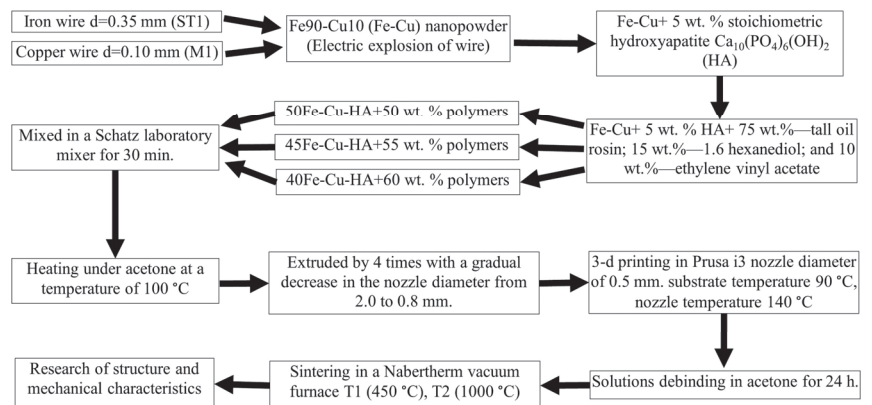 Iron wire d=0.35 mm (ST1)
Copper wire d=0.10 mm (M1)
Fe90-Cu10 (Fe-Cu) nanopowder
(Electric explosion of wire)
Fe-Cu+ 5 wt. % stoichiometric
hydroxyapatite Ca10(PO4)6(OH)2
(HA)
Fe-Cu+ 5 wt. % HA+ 75 wt.%—tall oil
rosin; 15 wt.%—1.6 hexanediol; and 10
wt.%—ethylene vinyl acetate
50Fe-Cu-HA+50 wt. % polymers
45Fe-Cu-HA+55 wt. % polymers
40Fe-Cu-HA+60 wt. % polymers
Mixed in a Schatz laboratory
mixer for 30 min.
Heating under acetone at a
temperature of 100 °C
Extruded by 4 times with a gradual
decrease in the nozzle diameter from
2.0 to 0.8 mm.
3-d printing in Prusa i3 nozzle diameter
of 0.5 mm. substrate temperature 90 °C,
nozzle temperature 140 °C
Solutions debinding in acetone for 24 h.
Sintering in a Nabertherm vacuum
furnace T1 (450 °C), T2 (1000 °C)
Research of structure and
mechanical characteristics